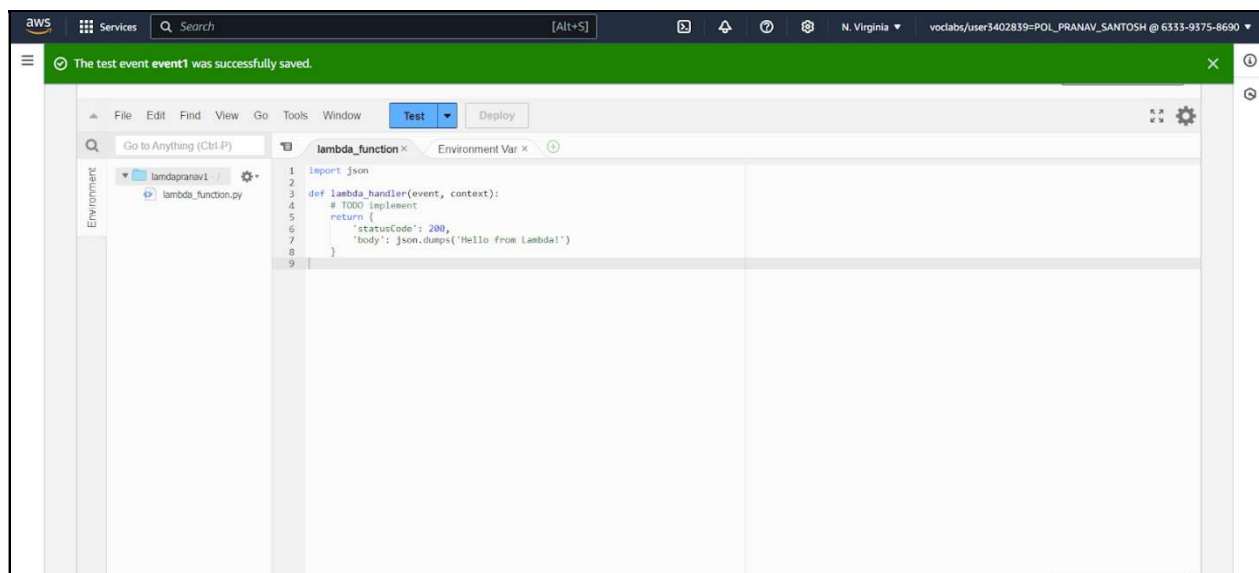 aws Services Search [Alt+S] N. Virginia voclabs/user3402839=POL_PRANAV_SANTOSH @ 6333-9375-8690
The test event event1 was successfully saved.
File Edit Find View Go Tools Window Test Deploy
Go to Anything (Ctrl-P) lambda_function Environment Var
Environment
lamdapranav1 /
lambda_function.py
1 import json
2
3 def lambda_handler(event, context):
4 # TODO implement
5 return {
6 'statusCode': 200,
7 'body': json.dumps('Hello from Lambda!')
8 }
9